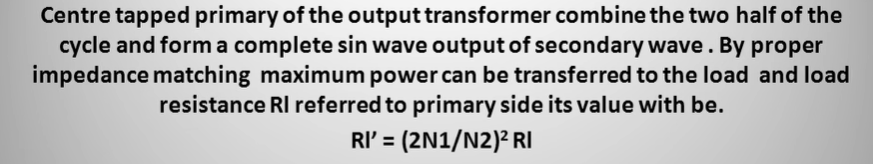 Centre tapped primary of the output transformer combine the two half of the
cycle and form a complete sin wave output of secondary wave . By proper
impedance matching maximum power can be transferred to the load and load
resistance Rl referred to primary side its value with be.
Rl’ = (2N1/N2)² Rl